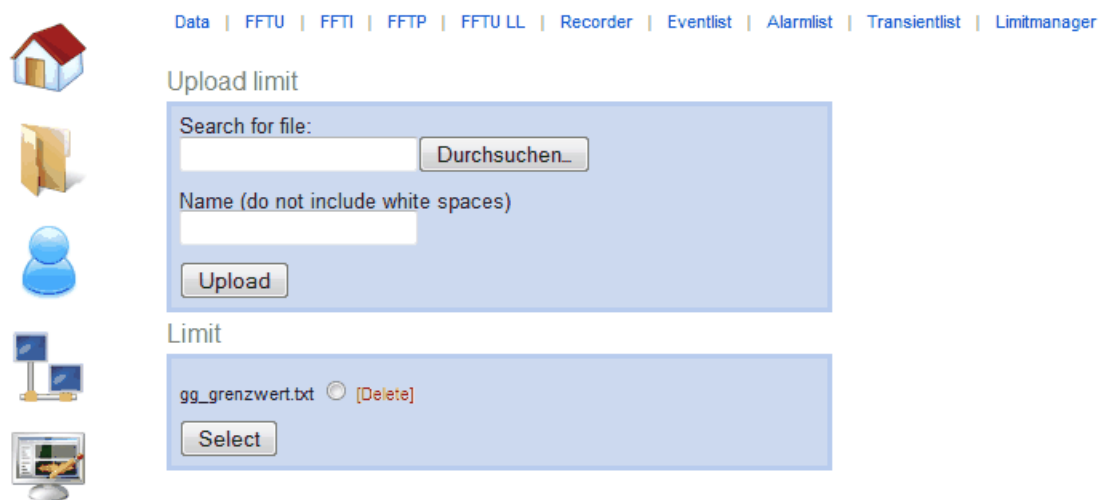 Data | FFTU | FFTI | FFTP | FFTU LL | Recorder | Eventlist | Alarmlist | Transientlist | Limitmanager
Upload limit
Search for file:
Durchsuchen_
Name (do not include white spaces)
Upload
Limit
gg_grenzwert.txt [Delete]
Select